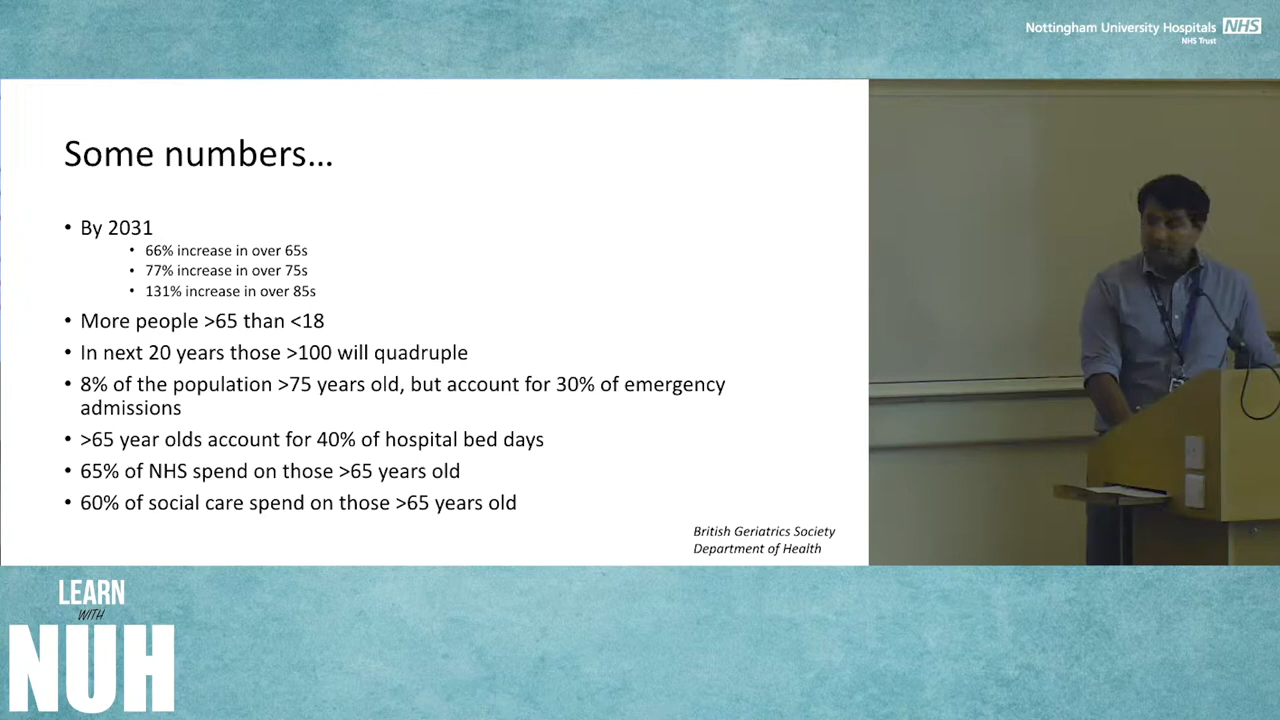 Nottingham University Hospitals NHS
NHS Trust
Some numbers...
• By 2031
• 66% increase in over 65s
• 77% increase in over 75s
• 131% increase in over 85s
• More people >65 than <18
• In next 20 years those >100 will quadruple
• 8% of the population >75 years old, but account for 30% of emergency
admissions
• >65 year olds account for 40% of hospital bed days
• 65% of NHS spend on those >65 years old
• 60% of social care spend on those >65 years old
British Geriatrics Society
Department of Health
LEARN
WITH
NUH